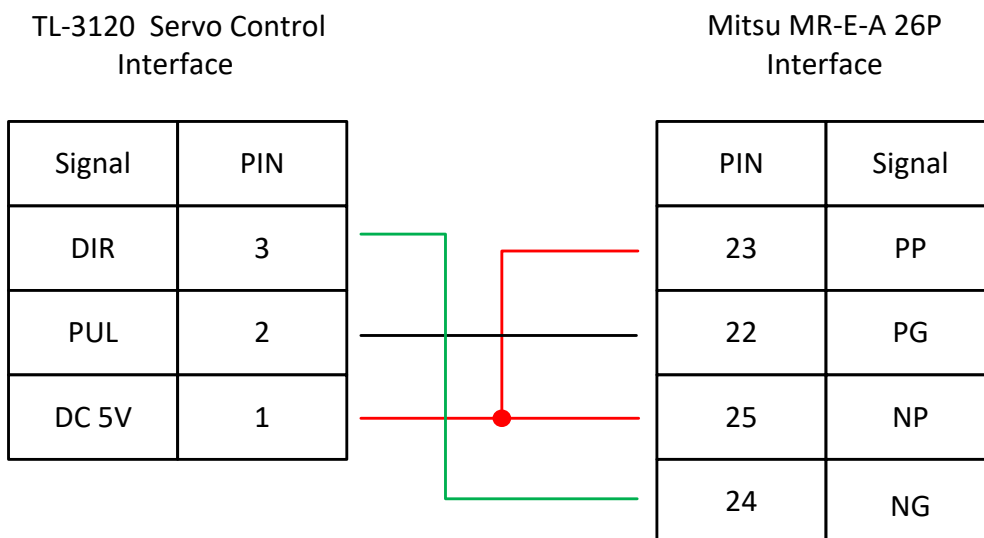 TL-3120 Servo Control
Interface
Signal PIN
DIR 3
PUL 2
DC 5V 1
Mitsu MR-E-A 26P
Interface
PIN Signal
23 PP
22 PG
25 NP
24 NG